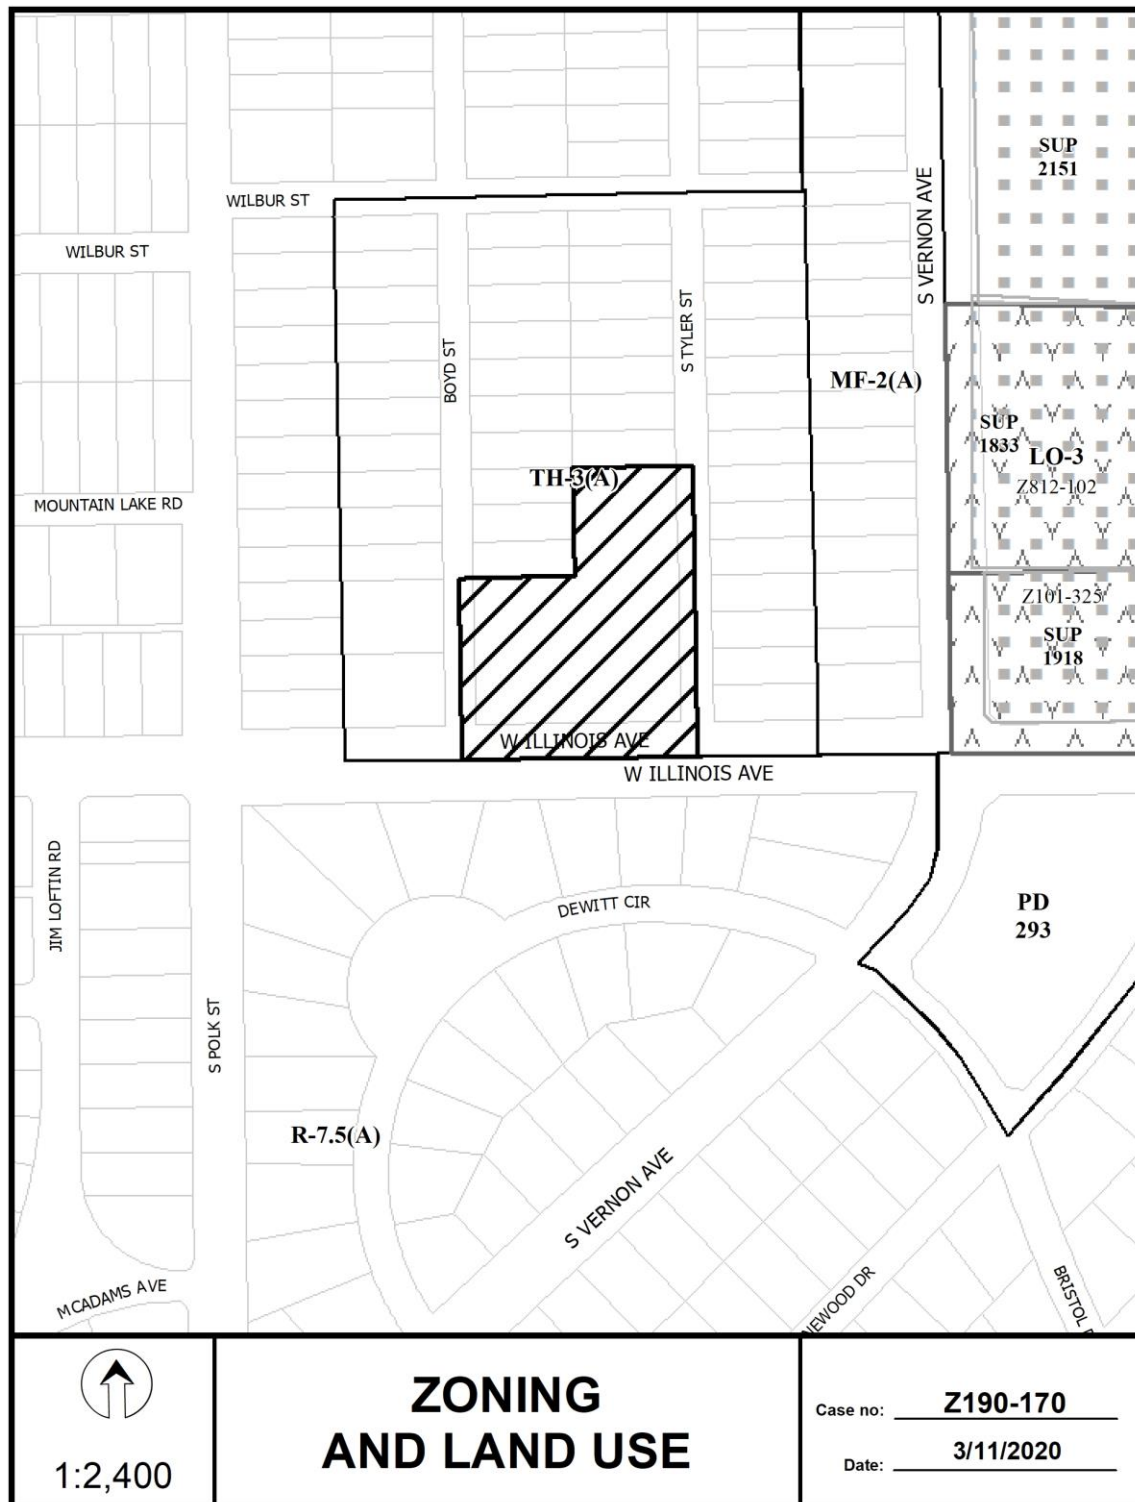 SUP
2151
WILBUR ST
S VERNON AVE
WILBUR ST
S TYLER ST
BOYD ST
MF-2(A)
SUP
1833
LO-3
Z812-102
TH-3(A)
MOUNTAIN LAKE RD
Z101-325
SUP
1918
W ILLINOIS AVE
W ILLINOIS AVE
JIM LOFTIN RD
DEWITT CIR
PD
293
S POLK ST
R-7.5(A)
S VERNON AVE
MCADAMS AVE
NEWOOD DR
BRISTOL
1:2,400
ZONING
AND LAND USE
Case no: Z190-170
Date: 3/11/2020